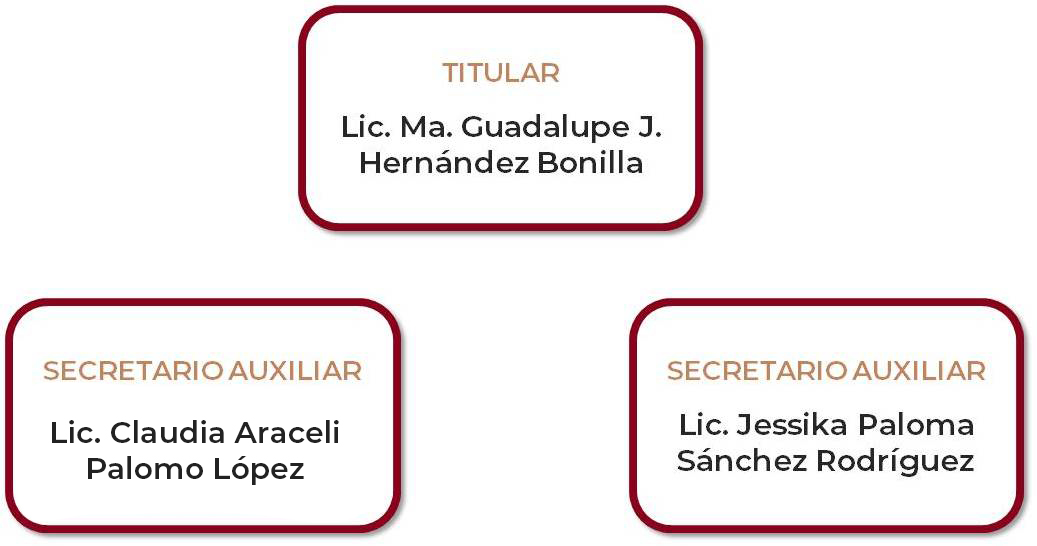 TITULAR
Lic. Ma. Guadalupe J.
Hernández Bonilla
SECRETARIO AUXILIAR
Lic. Claudia Araceli
Palomo López
SECRETARIO AUXILIAR
Lic. Jessika Paloma
Sánchez Rodríguez